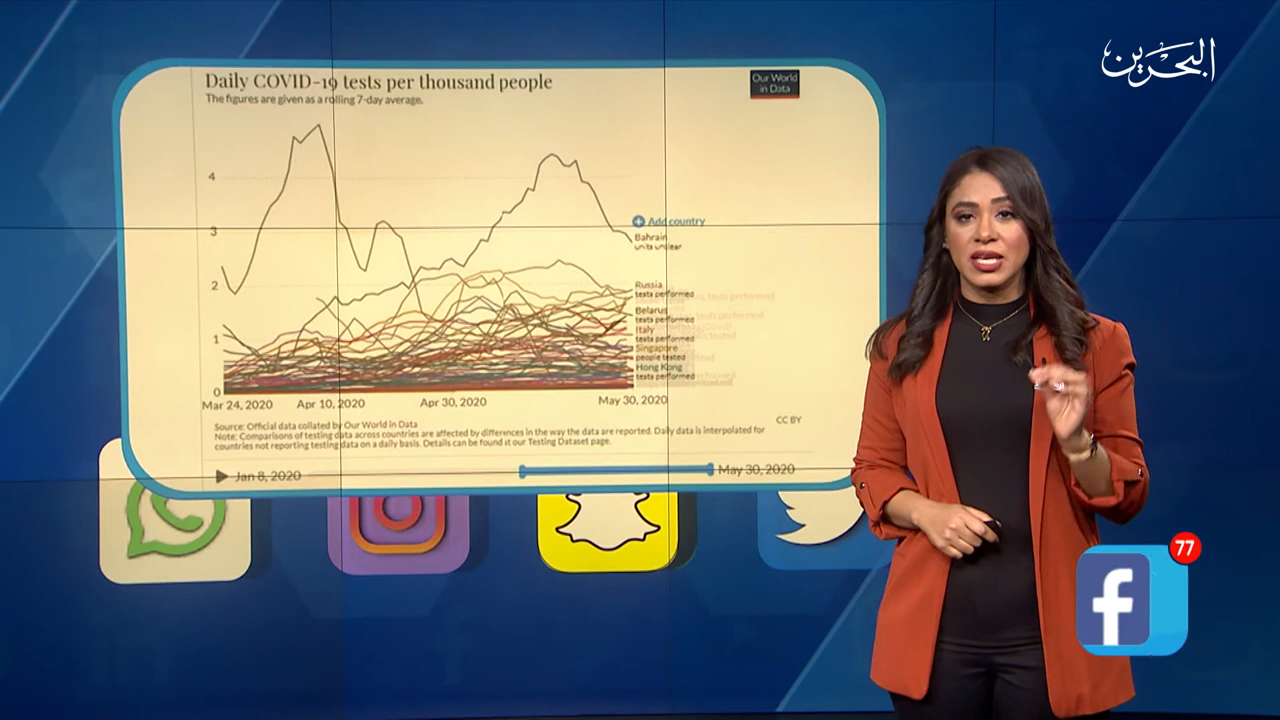 البحرين
Daily COVID-19 tests per thousand people
The figures are given as a rolling 7-day average.
Our World
in Data
4
3
2
1
0
Add country
Bahrain
units unclear
Russia
tests performed
Belarus
tests performed
Italy
tests performed
Singapore
people tested
Hong Kong
tests performed
Mar 24, 2020 Apr 10, 2020 Apr 30, 2020 May 30, 2020
Source: Official data collated by Our World in Data
CC BY
Note: Comparisons of testing data across countries are affected by differences in the way the data are reported. Daily data is interpolated for
countries not reporting testing data on a daily basis. Details can be found it our Testing Dataset page.
Jan 8, 2020 May 30, 2020
77
f